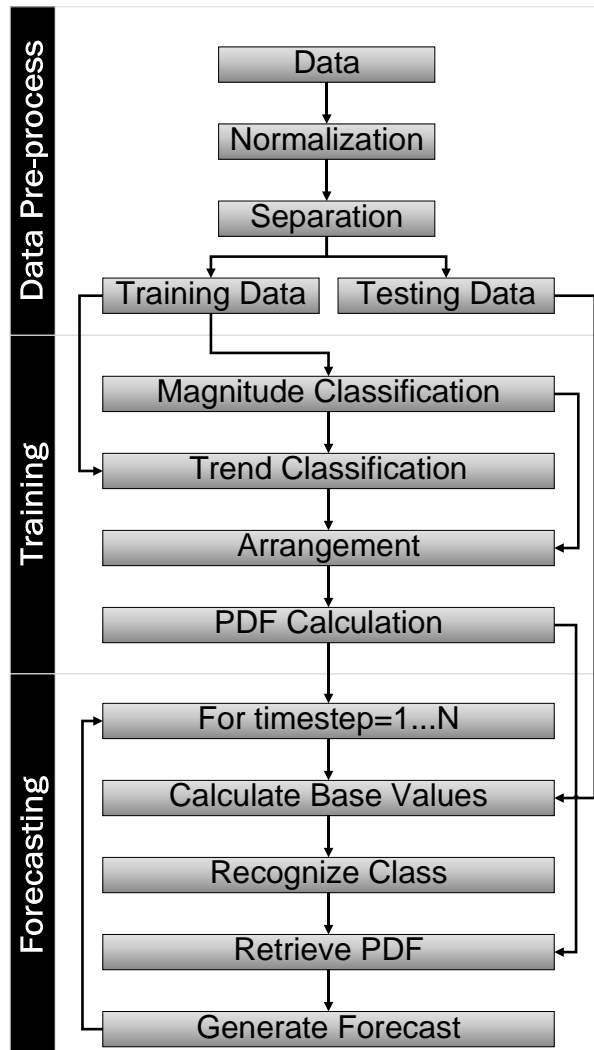 Data Pre-process
Data
Normalization
Separation
Training Data
Testing Data
Training
Magnitude Classification
Trend Classification
Arrangement
PDF Calculation
Forecasting
For timestep=1...N
Calculate Base Values
Recognize Class
Retrieve PDF
Generate Forecast